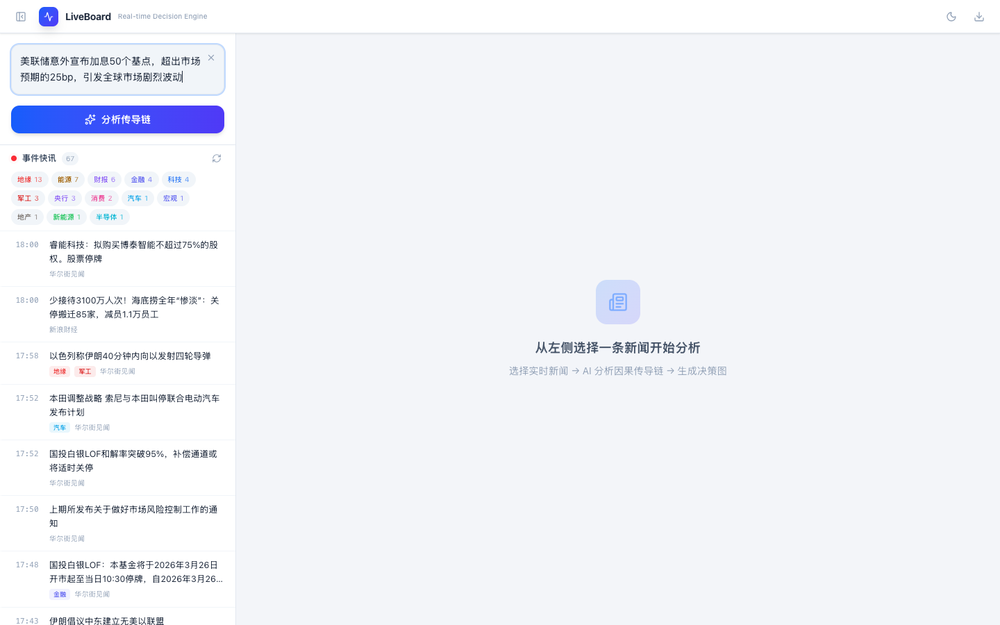 LiveBoard Real-time Decision Engine
美联储意外宣布加息50个基点，超出市场
预期的25bp，引发全球市场剧烈波动
分析传导链
事件快讯 67
地缘 13 能源 7 财报 6 金融 4 科技 4
军工 3 央行 3 消费 2 汽车 1 宏观 1
地产 1 新能源 1 半导体 1
18:00 睿能科技：拟购买博泰智能不超过75%的股
权。股票停牌
华尔街见闻
18:00 少接待3100万人次！海底捞全年“惨淡”：关
停搬迁85家，减员1.1万员工
新浪财经
17:58 以色列称伊朗40分钟内向以发射四轮导弹
地缘 军工 华尔街见闻
17:52 本田调整战略 索尼与本田叫停联合电动汽车
发布计划
汽车 华尔街见闻
17:52 国投白银LOF和解率突破95%，补偿通道或
将适时关停
华尔街见闻
17:50 上期所发布关于做好市场风险控制工作的通
知
华尔街见闻
17:48 国投白银LOF：本基金将于2026年3月26日
开市起至当日10:30停牌，自2026年3月26...
金融 华尔街见闻
17:43 伊朗倡议中东建立无美以联盟
从左侧选择一条新闻开始分析
选择实时新闻 → AI 分析因果传导链 → 生成决策图